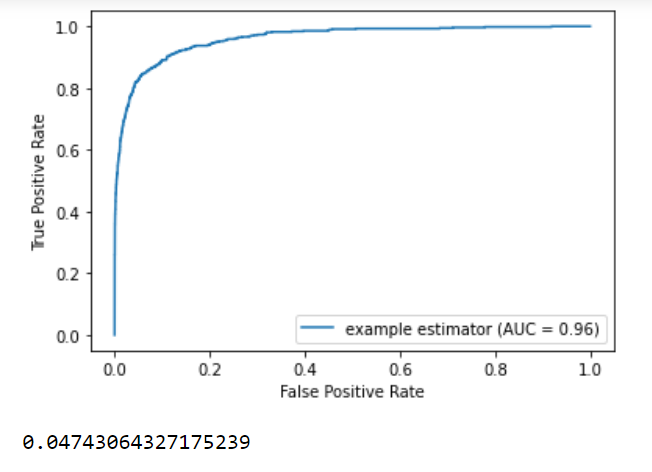 1.0
0.8
0.6
0.4
0.2
0.0
True Positive Rate
example estimator (AUC = 0.96)
0.0 0.2 0.4 0.6 0.8 1.0
False Positive Rate
0.04743064327175239